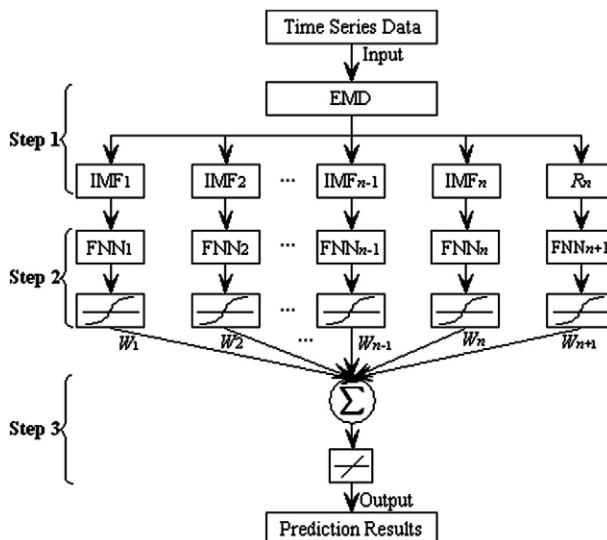 Time Series Data
Input
EMD
Step 1
IMF1 IMF2 ... IMFn-1 IMFn Rn
FNN1 FNN2 ... FNNn-1 FNNn FNNn+1
Step 2
...
W1 W2 ... Wn-1 Wn Wn+1
Σ
Step 3
Output
Prediction Results